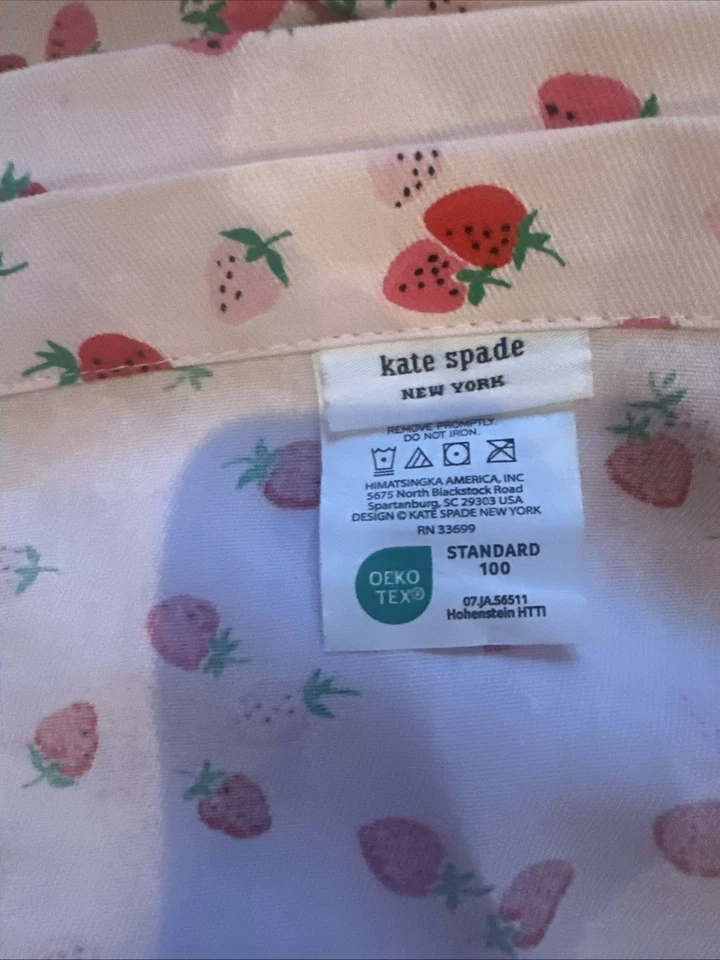 kate spade
NEW YORK
REMOVE PROMPTLY.
DO NOT IRON.
HIMATSINGKA AMERICA, INC
5675 North Blackstock Road
Spartanburg, SC 29303 USA
DESIGN © KATE SPADE NEW YORK
RN 33699
OEKO
TEX®
STANDARD
100
07.JA.56511
Hohenstein HTTI